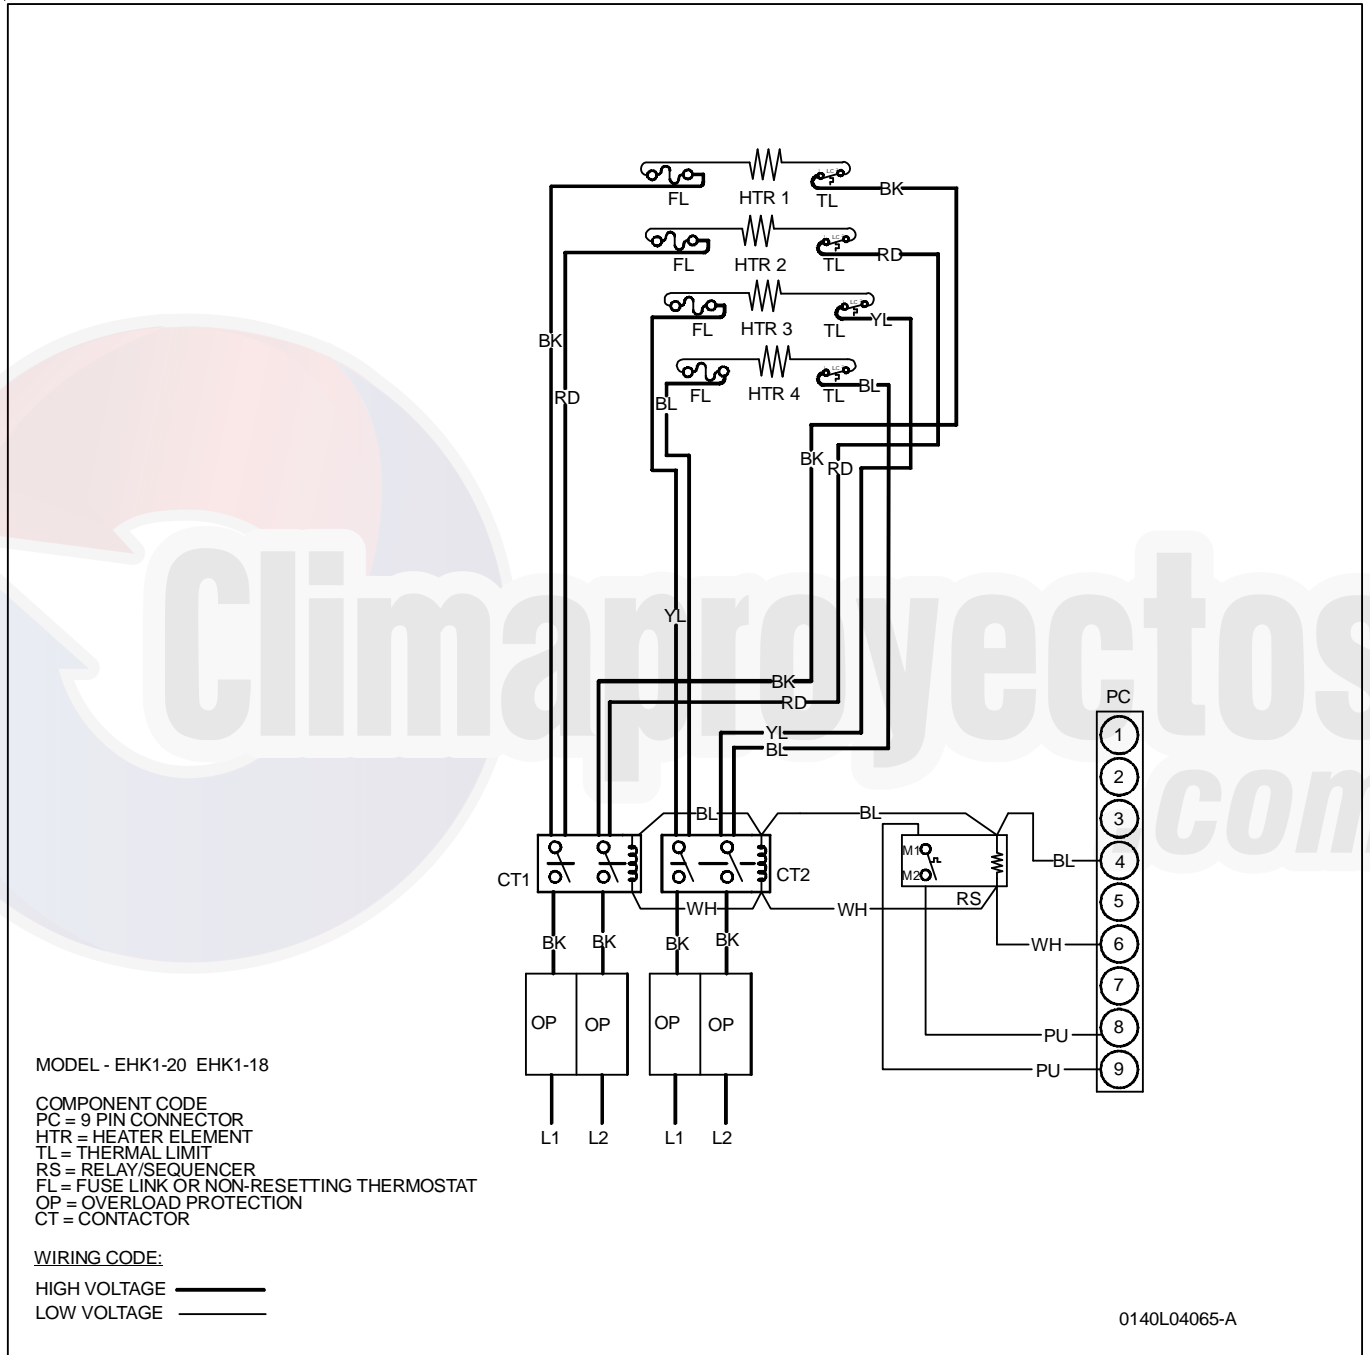 HTR 1
FL
TL
BK
HTR 2
FL
TL
RD
HTR 3
FL
TL
YL
BK
HTR 4
FL
TL
BL
RD
BL
BK
RD
Climaproyectos
.com
YL
BK
RD
YL
BL
PC
1
2
3
4
5
6
7
8
9
BL
BL
BL
M1
M2
RS
CT1
CT2
WH
WH
WH
BK
BK
BK
BK
OP
OP
OP
OP
PU
PU
L1
L2
L1
L2
MODEL - EHK1-20 EHK1-18
COMPONENT CODE
PC = 9 PIN CONNECTOR
HTR = HEATER ELEMENT
TL = THERMAL LIMIT
RS = RELAY/SEQUENCER
FL = FUSE LINK OR NON-RESETTING THERMOSTAT
OP = OVERLOAD PROTECTION
CT = CONTACTOR
WIRING CODE:
HIGH VOLTAGE
LOW VOLTAGE
0140L04065-A